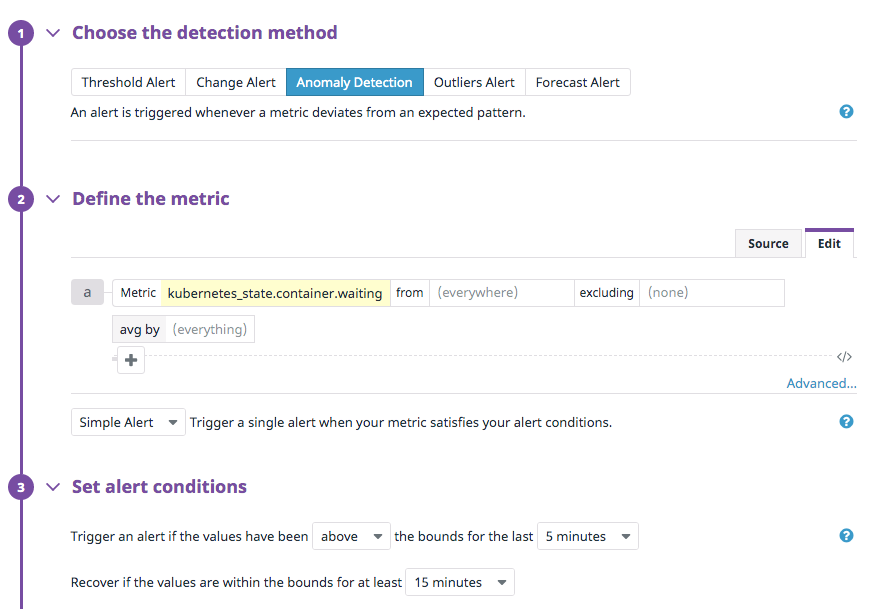 1 Choose the detection method
Threshold Alert Change Alert Anomaly Detection Outliers Alert Forecast Alert
An alert is triggered whenever a metric deviates from an expected pattern. ?
2 Define the metric
Source Edit
a Metric kubernetes_state.container.waiting from (everywhere) excluding (none)
avg by (everything)
+ </>
Advanced...
Simple Alert Trigger a single alert when your metric satisfies your alert conditions. ?
3 Set alert conditions
Trigger an alert if the values have been above the bounds for the last 5 minutes ?
Recover if the values are within the bounds for at least 15 minutes